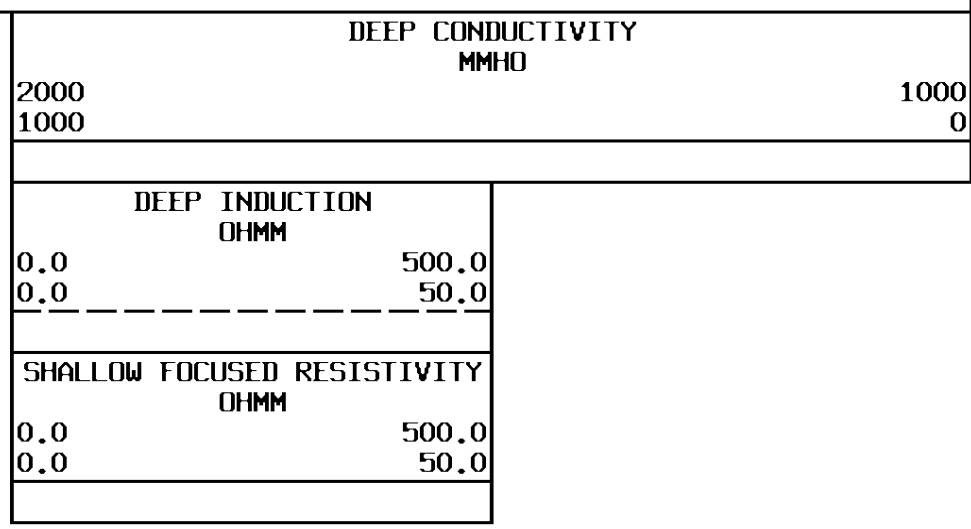 DEEP CONDUCTIVITY
MMHO
2000 1000
1000 0
DEEP INDUCTION
OHMM
0.0 500.0
0.0 50.0
SHALLOW FOCUSED RESISTIVITY
OHMM
0.0 500.0
0.0 50.0